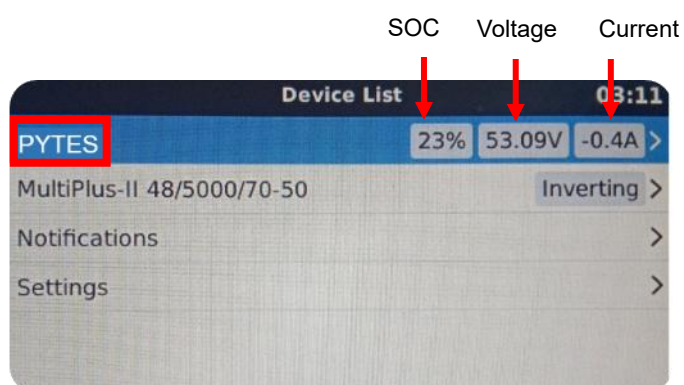 SOC Voltage Current
Device List 03:11
PYTES 23% 53.09V -0.4A >
MultiPlus-II 48/5000/70-50 Inverting >
Notifications >
Settings >